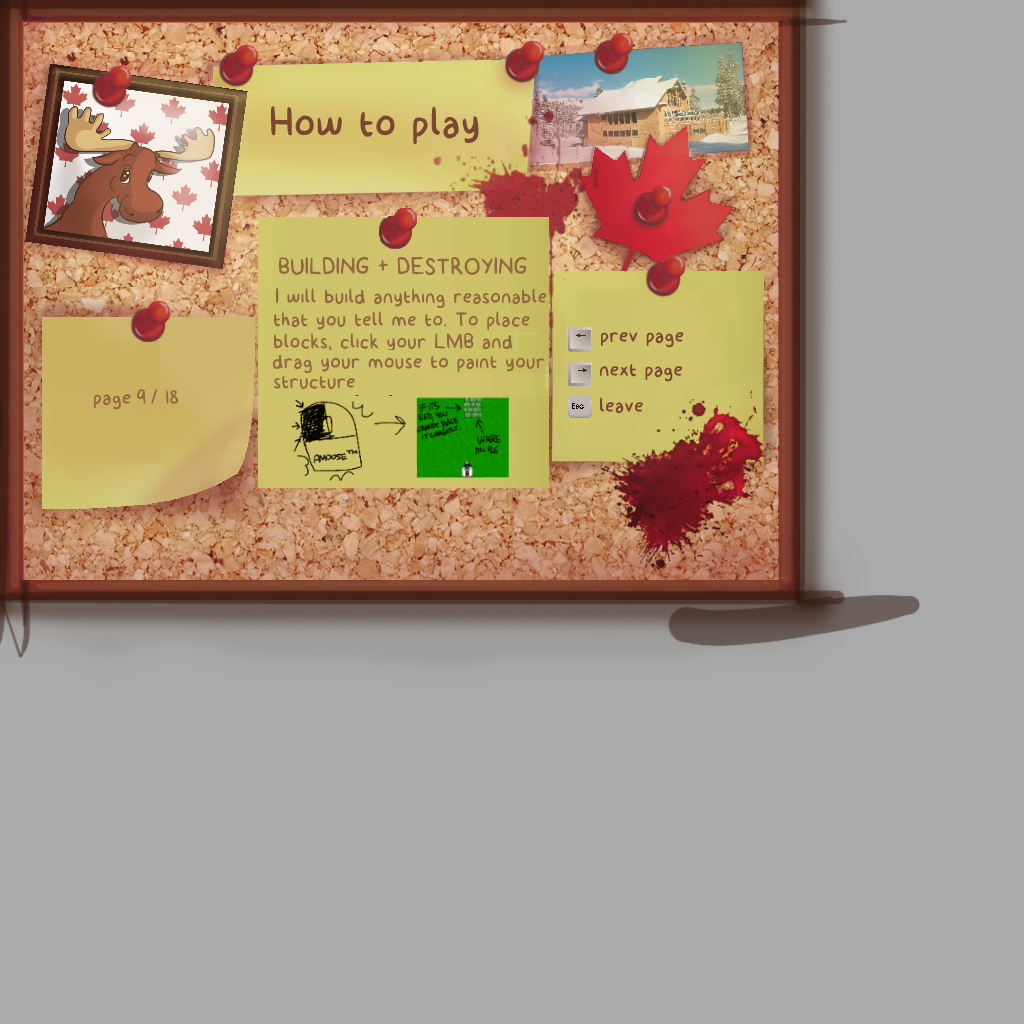 How to play
BUILDING + DESTROYING
I will build anything reasonable
that you tell me to. To place
blocks, click your LMB and
drag your mouse to paint your
structure
AMOOSE™
IF ITS
RED, YOU
CANNOT PLACE
IT
WHERE
I'LL BE
page 9 / 18
← prev page
→ next page
Esc leave